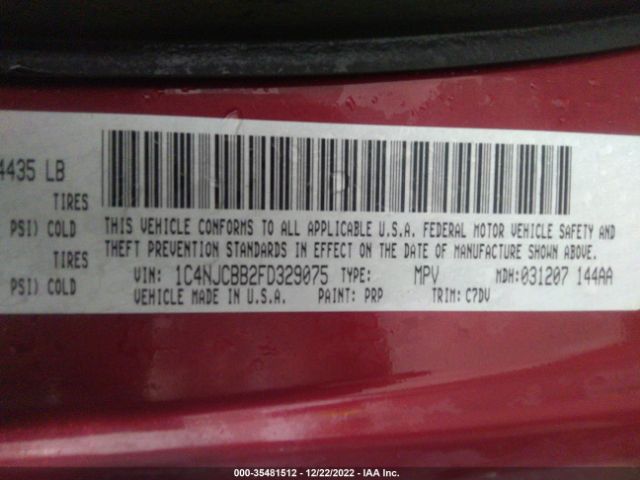 4435 LB
TIRES
PSI) COLD
TIRES
PSI) COLD
THIS VEHICLE CONFORMS TO ALL APPLICABLE U.S.A. FEDERAL MOTOR VEHICLE SAFETY AND
THEFT PREVENTION STANDARDS IN EFFECT ON THE DATE OF MANUFACTURE SHOWN ABOVE.
VIN: 1C4NJCBB2FD329075 TYPE: MPV MDH:031207 144AA
VEHICLE MADE IN U.S.A. PAINT: PRP TRIM: C7DV
000-35481512 - 12/22/2022 - IAA Inc.